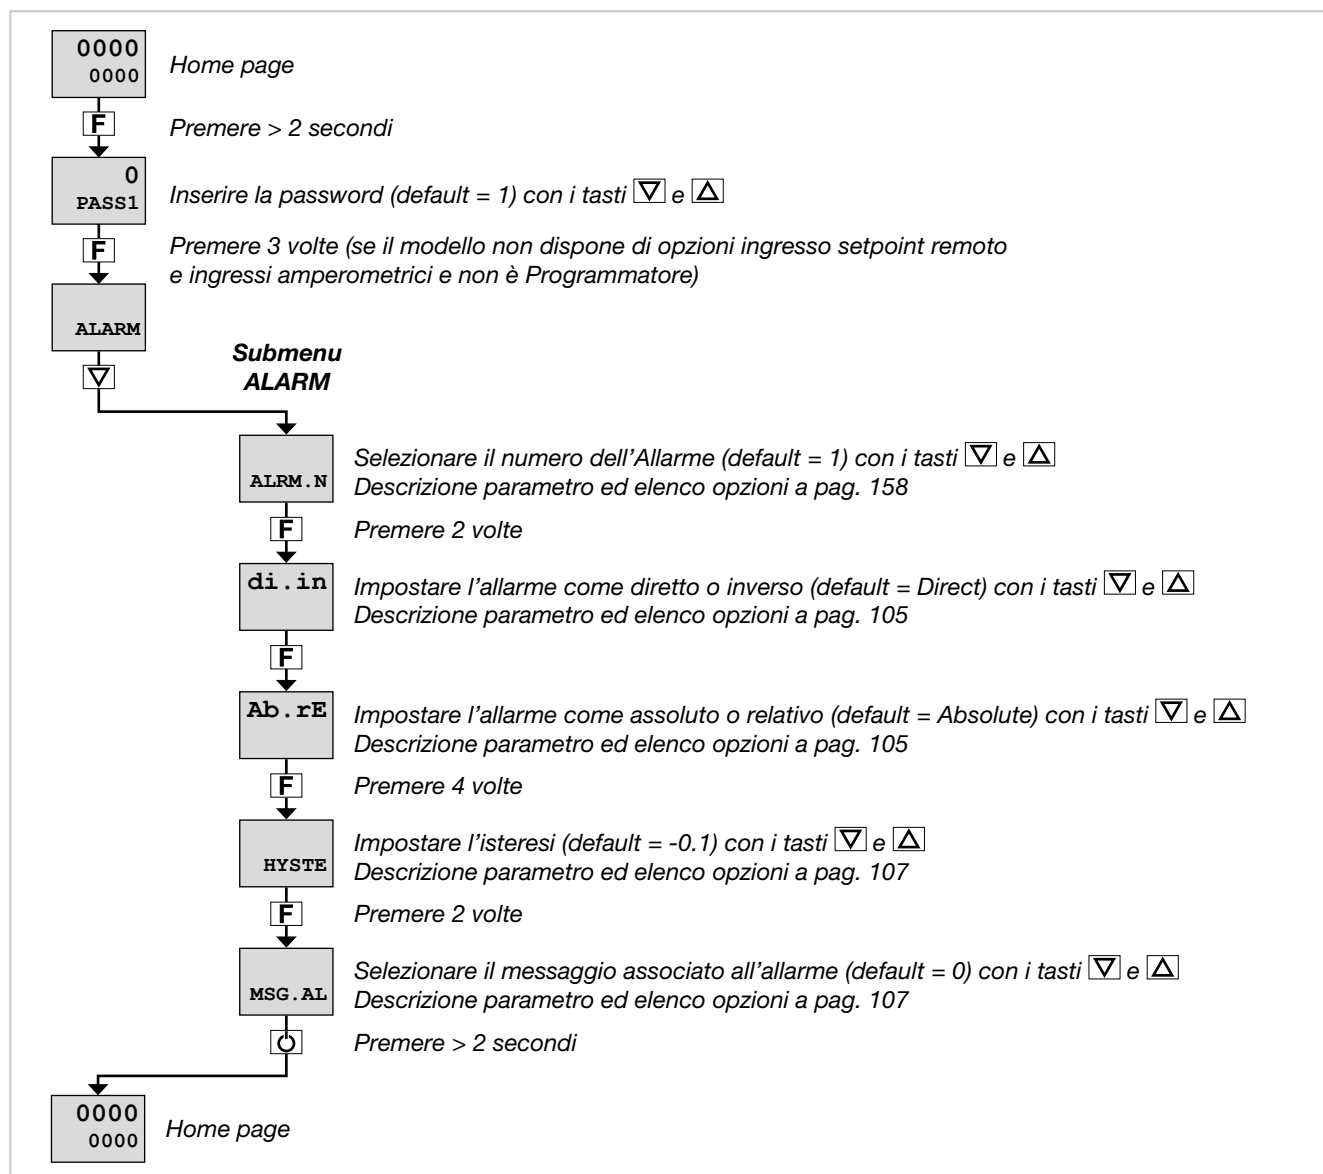 0000
0000
Home page
F
Premere > 2 secondi
0
PASS1
Inserire la password (default = 1) con i tasti e
F
Premere 3 volte (se il modello non dispone di opzioni ingresso setpoint remoto
e ingressi amperometrici e non è Programmatore)
ALARM
Submenu
ALARM
ALRM.N
Selezionare il numero dell’Allarme (default = 1) con i tasti e
Descrizione parametro ed elenco opzioni a pag. 158
F
Premere 2 volte
di.in
Impostare l’allarme come diretto o inverso (default = Direct) con i tasti e
Descrizione parametro ed elenco opzioni a pag. 105
F
Ab.rE
Impostare l’allarme come assoluto o relativo (default = Absolute) con i tasti e
Descrizione parametro ed elenco opzioni a pag. 105
F
Premere 4 volte
HYSTE
Impostare l’isteresi (default = -0.1) con i tasti e
Descrizione parametro ed elenco opzioni a pag. 107
F
Premere 2 volte
MSG.AL
Selezionare il messaggio associato all’allarme (default = 0) con i tasti e
Descrizione parametro ed elenco opzioni a pag. 107
Premere > 2 secondi
0000
0000
Home page